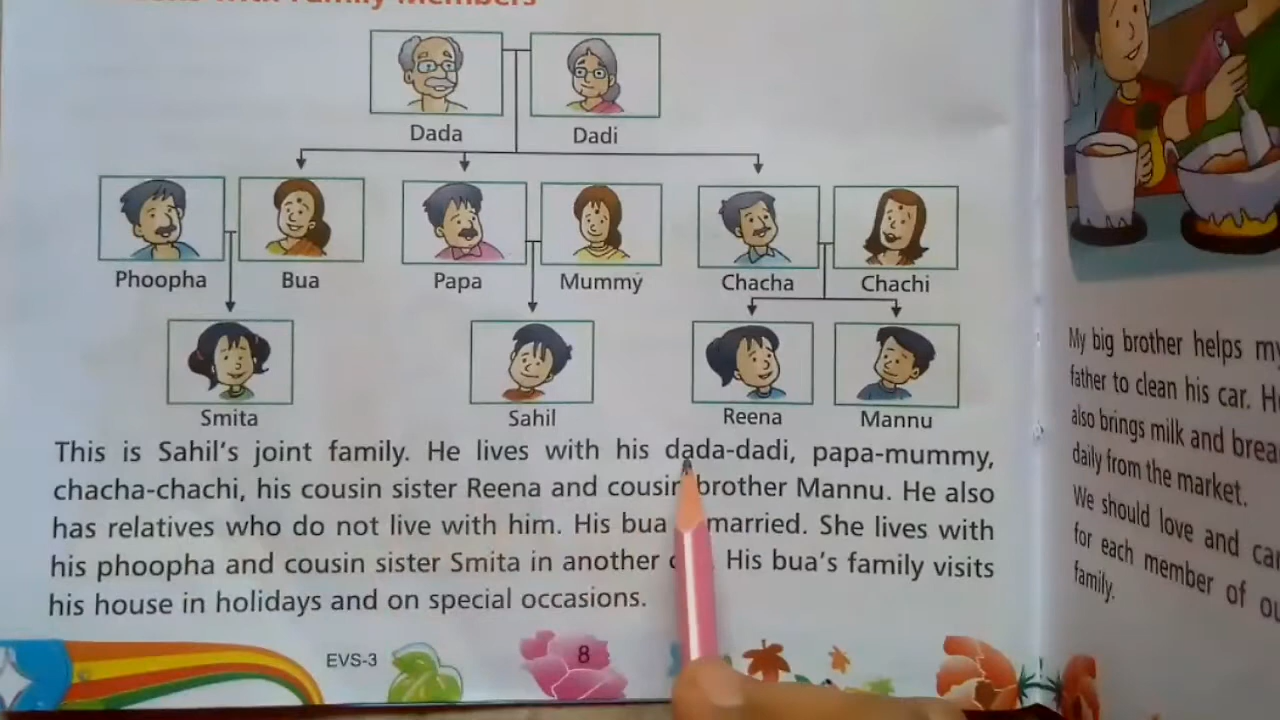 with Family Members
Dada Dadi
Phoopha Bua Papa Mummy Chacha Chachi
Smita Sahil Reena Mannu
This is Sahil's joint family. He lives with his dada-dadi, papa-mummy,
chacha-chachi, his cousin sister Reena and cousin brother Mannu. He also
has relatives who do not live with him. His bua married. She lives with
his phoopha and cousin sister Smita in another His bua's family visits
his house in holidays and on special occasions.
EVS-3 8
My big brother helps my
father to clean his car. He
also brings milk and
daily from the market.
We should love and
for each member of
family.